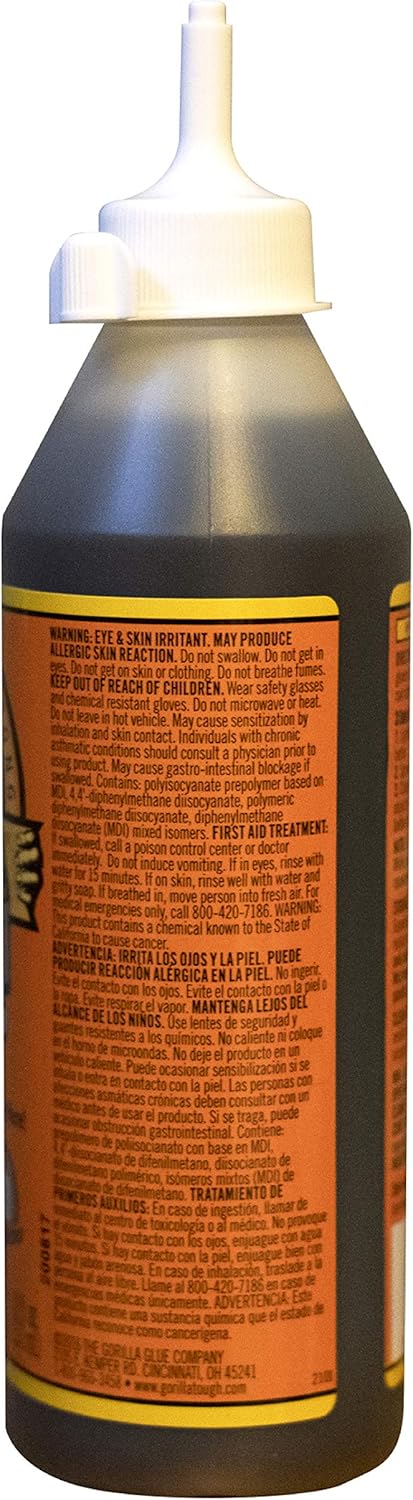 WARNING: EYE & SKIN IRRITANT. MAY PRODUCE
ALLERGIC SKIN REACTION. Do not swallow. Do not get in
eyes. Do not get on skin or clothing. Do not breathe fumes.
KEEP OUT OF REACH OF CHILDREN. Wear safety glasses
and chemical resistant gloves. Do not microwave or heat.
Do not leave in hot vehicle. May cause sensitization by
inhalation and skin contact. Individuals with chronic
asthmatic conditions should consult a physician prior to
using product. May cause gastro-intestinal blockage if
swallowed. Contains: polyisocyanate prepolymer based on
MDI, 4,4'-diphenylmethane diisocyanate, polymeric
diphenylmethane diisocyanate, diphenylmethane
diisocyanate (MDI) mixed isomers. FIRST AID TREATMENT:
If swallowed, call a poison control center or doctor
immediately. Do not induce vomiting. If in eyes, rinse with
water for 15 minutes. If on skin, rinse well with water and
gritty soap. If breathed in, move person into fresh air. For
medical emergencies only, call 800-420-7186. WARNING:
This product contains a chemical known to the State of
California to cause cancer.
ADVERTENCIA: IRRITA LOS OJOS Y LA PIEL. PUEDE
PRODUCIR REACCIÓN ALÉRGICA EN LA PIEL. No ingerir.
Evite el contacto con los ojos. Evite el contacto con la piel o
la ropa. Evite respirar el vapor. MANTENGA LEJOS DEL
ALCANCE DE LOS NIÑOS. Use lentes de seguridad y
guantes resistentes a los químicos. No caliente ni coloque
en el horno de microondas. No deje el producto en un
vehículo caliente. Puede ocasionar sensibilización si se
inhala o entra en contacto con la piel. Las personas con
afecciones asmáticas crónicas deben consultar con un
médico antes de usar el producto. Si se traga, puede
ocasionar obstrucción gastrointestinal. Contiene:
prepolímero de poliisocianato con base en MDI,
4,4'-diisocianato de difenilmetano, diisocianato de
difenilmetano polimérico, isómeros mixtos (MDI) de
diisocianato de difenilmetano. TRATAMIENTO DE
PRIMEROS AUXILIOS: En caso de ingestión, llamar de
inmediato al centro de toxicología o al médico. No provoque
el vómito. Si hay contacto con los ojos, enjuague con agua
15 minutos. Si hay contacto con la piel, enjuague bien con
agua y jabón arenosa. En caso de inhalación, traslade a la
persona al aire libre. Llame al 800-420-7186 en caso de
emergencias médicas únicamente. ADVERTENCIA: Este
producto contiene una sustancia química que el estado de
California reconoce como cancerígena.
THE GORILLA GLUE COMPANY
E. KEMPER RD. CINCINNATI, OH 45241
• www.gorillatough.com
200817